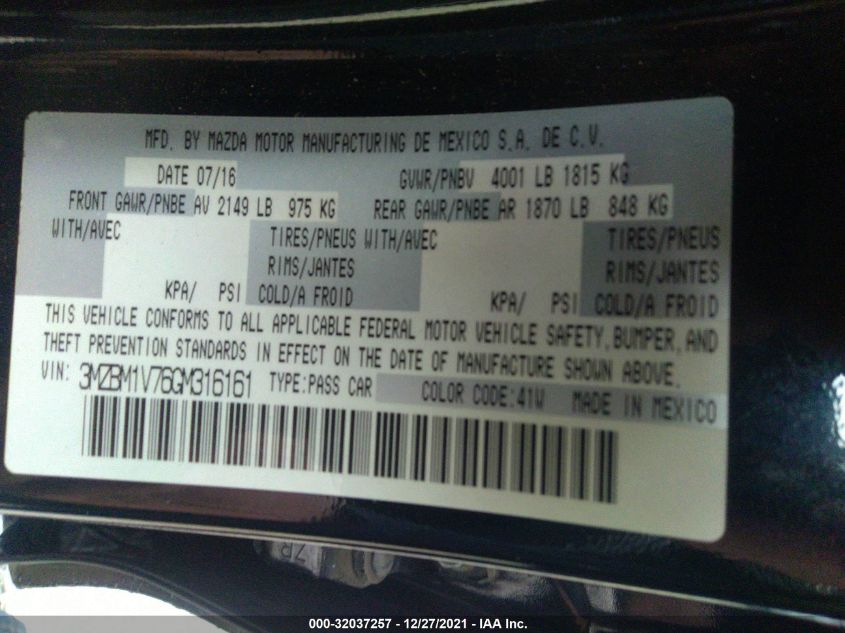 MFD. BY MAZDA MOTOR MANUFACTURING DE MEXICO S.A. DE C.V.
DATE 07/16 GVWR/PNBV 4001 LB 1815 KG
FRONT GAWR/PNBE AV 2149 LB 975 KG REAR GAWR/PNBE AR 1870 LB 848 KG
WITH/AVEC TIRES/PNEUS WITH/AVEC TIRES/PNEUS
RIMS/JANTES RIMS/JANTES
KPA/ PSI COLD/A FROID KPA/ PSI COLD/A FROID
THIS VEHICLE CONFORMS TO ALL APPLICABLE FEDERAL MOTOR VEHICLE SAFETY, BUMPER, AND
THEFT PREVENTION STANDARDS IN EFFECT ON THE DATE OF MANUFACTURE SHOWN ABOVE.
VIN: 3MZBM1V76GM316161 TYPE:PASS CAR COLOR CODE:41W MADE IN MEXICO
7R
000-32037257 - 12/27/2021 - IAA Inc.